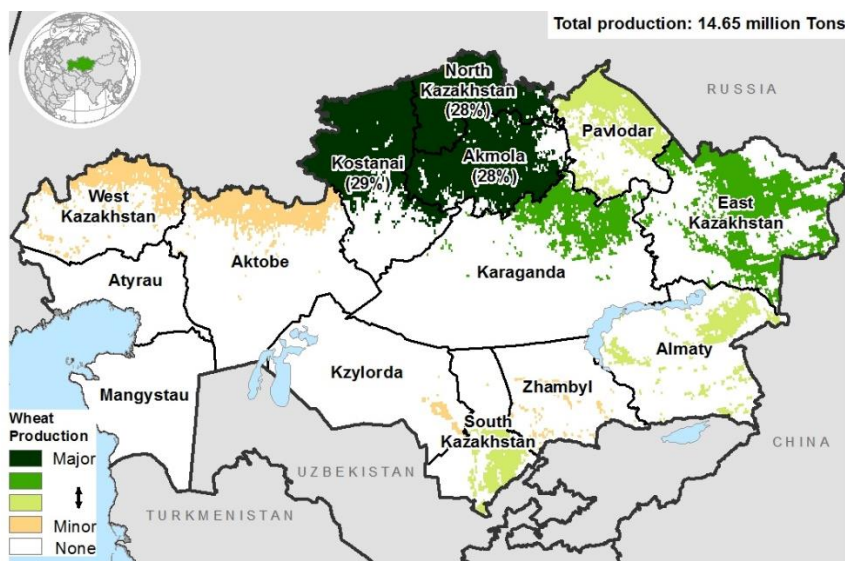 Total production: 14.65 million Tons
North
Kazakhstan
(28%)
RUSSIA
Pavlodar
Kostanai
(29%)
Akmola
(28%)
West
Kazakhstan
East
Kazakhstan
Aktobe
Karaganda
Atyrau
Almaty
Kzylorda
Zhambyl
Mangystau
South
Kazakhstan
Wheat
Production
Major
Minor
None
CHINA
UZBEKISTAN
TURKMENISTAN